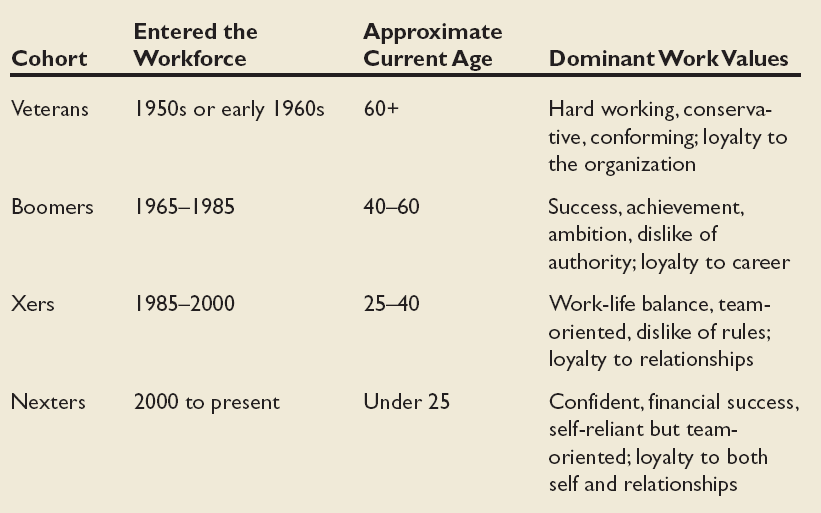 Cohort Entered the Workforce Approximate Current Age Dominant Work Values
Veterans 1950s or early 1960s 60+ Hard working, conserva-
tive, conforming; loyalty to
the organization
Boomers 1965–1985 40–60 Success, achievement,
ambition, dislike of
authority; loyalty to career
Xers 1985–2000 25–40 Work-life balance, team-
oriented, dislike of rules;
loyalty to relationships
Nexters 2000 to present Under 25 Confident, financial success,
self-reliant but team-
oriented; loyalty to both
self and relationships